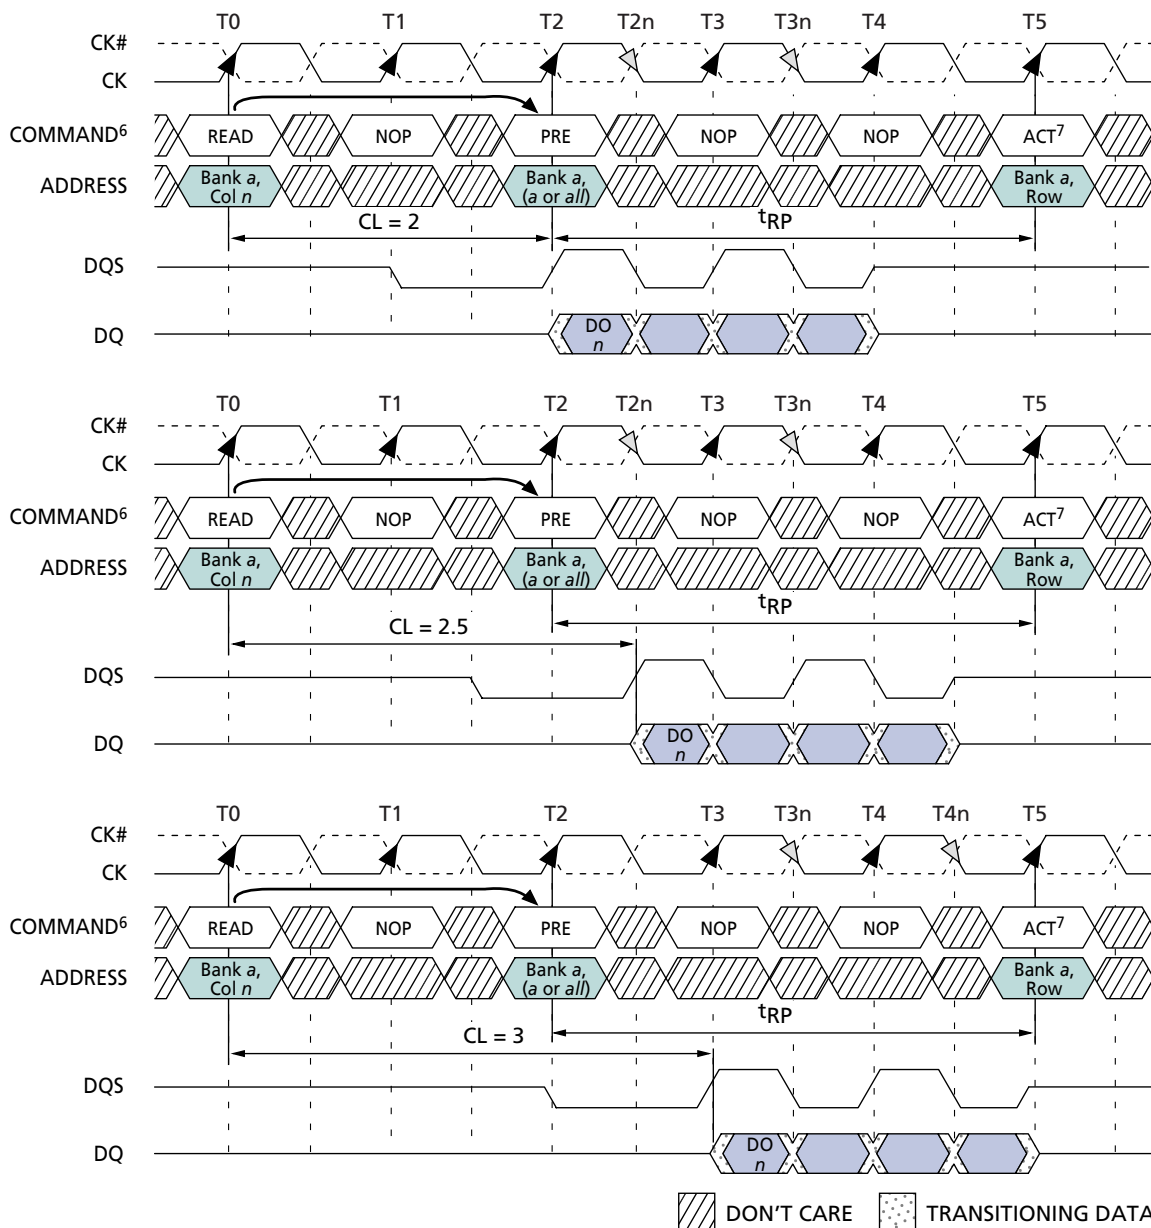 T0 T1 T2 T2n T3 T3n T4 T5
CK#
CK
COMMAND6 READ NOP PRE NOP NOP ACT7
ADDRESS Bank a, Col n Bank a, (a or all) Bank a, Row
CL = 2 tRP
DQS
DQ DO n
T0 T1 T2 T2n T3 T3n T4 T5
CK#
CK
COMMAND6 READ NOP PRE NOP NOP ACT7
ADDRESS Bank a, Col n Bank a, (a or all) Bank a, Row
tRP
CL = 2.5
DQS
DQ DO n
T0 T1 T2 T3 T3n T4 T4n T5
CK#
CK
COMMAND6 READ NOP PRE NOP NOP ACT7
ADDRESS Bank a, Col n Bank a, (a or all) Bank a, Row
tRP
CL = 3
DQS
DQ DO n
DON'T CARE TRANSITIONING DATA